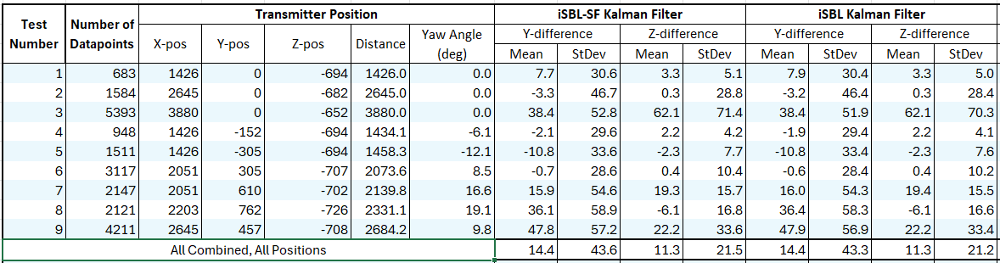 Transmitter Position iSBL-SF Kalman Filter iSBL Kalman Filter
Test Number Number of Datapoints X-pos Y-pos Z-pos Distance Yaw Angle (deg) Y-difference Z-difference Y-difference Z-difference
Mean StDev Mean StDev Mean StDev Mean StDev
1 683 1426 0 -694 1426.0 0.0 7.7 30.6 3.3 5.1 7.9 30.4 3.3 5.0
2 1584 2645 0 -682 2645.0 0.0 -3.3 46.7 0.3 28.8 -3.2 46.4 0.3 28.4
3 5393 3880 0 -652 3880.0 0.0 38.4 52.8 62.1 71.4 38.4 51.9 62.1 70.3
4 948 1426 -152 -694 1434.1 -6.1 -2.1 29.6 2.2 4.2 -1.9 29.4 2.2 4.1
5 1511 1426 -305 -694 1458.3 -12.1 -10.8 33.6 -2.3 7.7 -10.8 33.4 -2.3 7.6
6 3117 2051 305 -707 2073.6 8.5 -0.7 28.6 0.4 10.4 -0.6 28.4 0.4 10.2
7 2147 2051 610 -702 2139.8 16.6 15.9 54.6 19.3 15.7 16.0 54.3 19.4 15.5
8 2121 2203 762 -726 2331.1 19.1 36.1 58.9 -6.1 16.8 36.4 58.3 -6.1 16.6
9 4211 2645 457 -708 2684.2 9.8 47.8 57.2 22.2 33.6 47.9 56.9 22.2 33.4
All Combined, All Positions 14.4 43.6 11.3 21.5 14.4 43.3 11.3 21.2